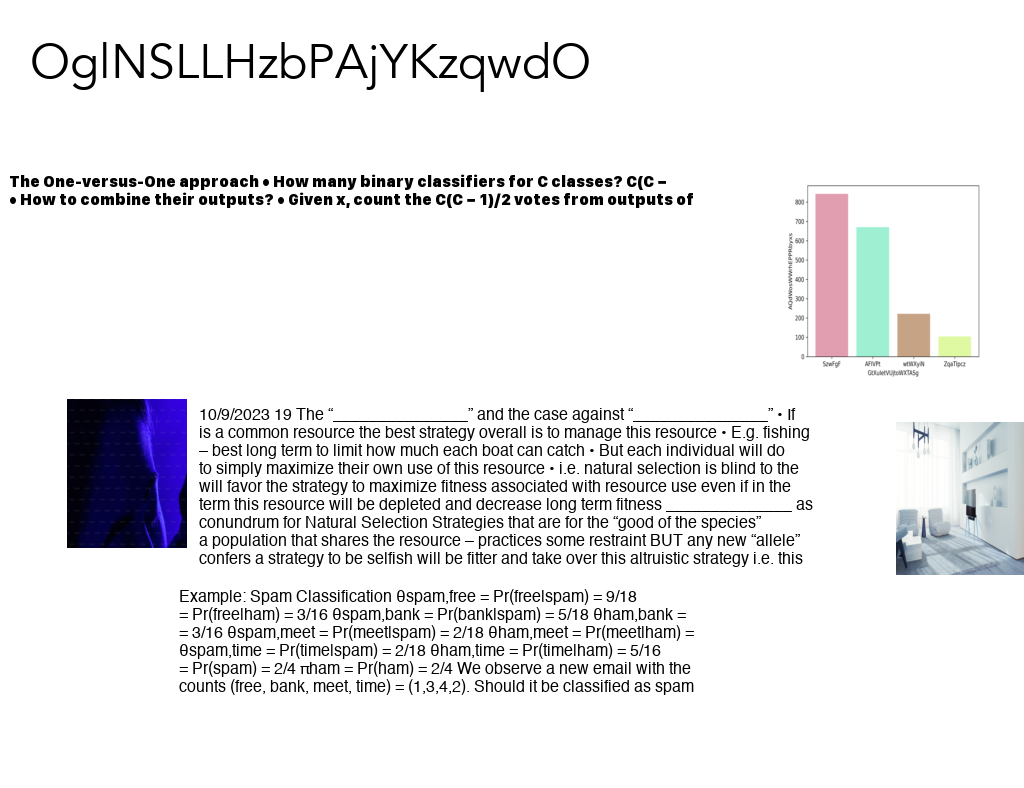 OglNSLLHzbPAjYKzqwdO
The One-versus-One approach • How many binary classifiers for C classes? C(C −
• How to combine their outputs? • Given x, count the C(C − 1)/2 votes from outputs of
800
700
600
500
400
300
200
100
0
SzwFgF AFlVPt wtWXyiN ZqaTlpcz
10/9/2023 19 The “________________” and the case against “________________” • If
is a common resource the best strategy overall is to manage this resource • E.g. fishing
– best long term to limit how much each boat can catch • But each individual will do
to simply maximize their own use of this resource • i.e. natural selection is blind to the
will favor the strategy to maximize fitness associated with resource use even if in the
term this resource will be depleted and decrease long term fitness _______________ as
conundrum for Natural Selection Strategies that are for the “good of the species”
a population that shares the resource – practices some restraint BUT any new “allele”
confers a strategy to be selfish will be fitter and take over this altruistic strategy i.e. this
Example: Spam Classification θspam,free = Pr(free|spam) = 9/18
= Pr(free|ham) = 3/16 θspam,bank = Pr(bank|spam) = 5/18 θham,bank =
= 3/16 θspam,meet = Pr(meet|spam) = 2/18 θham,meet = Pr(meet|ham) =
θspam,time = Pr(time|spam) = 2/18 θham,time = Pr(time|ham) = 5/16
= Pr(spam) = 2/4 πham = Pr(ham) = 2/4 We observe a new email with the
counts (free, bank, meet, time) = (1,3,4,2). Should it be classified as spam